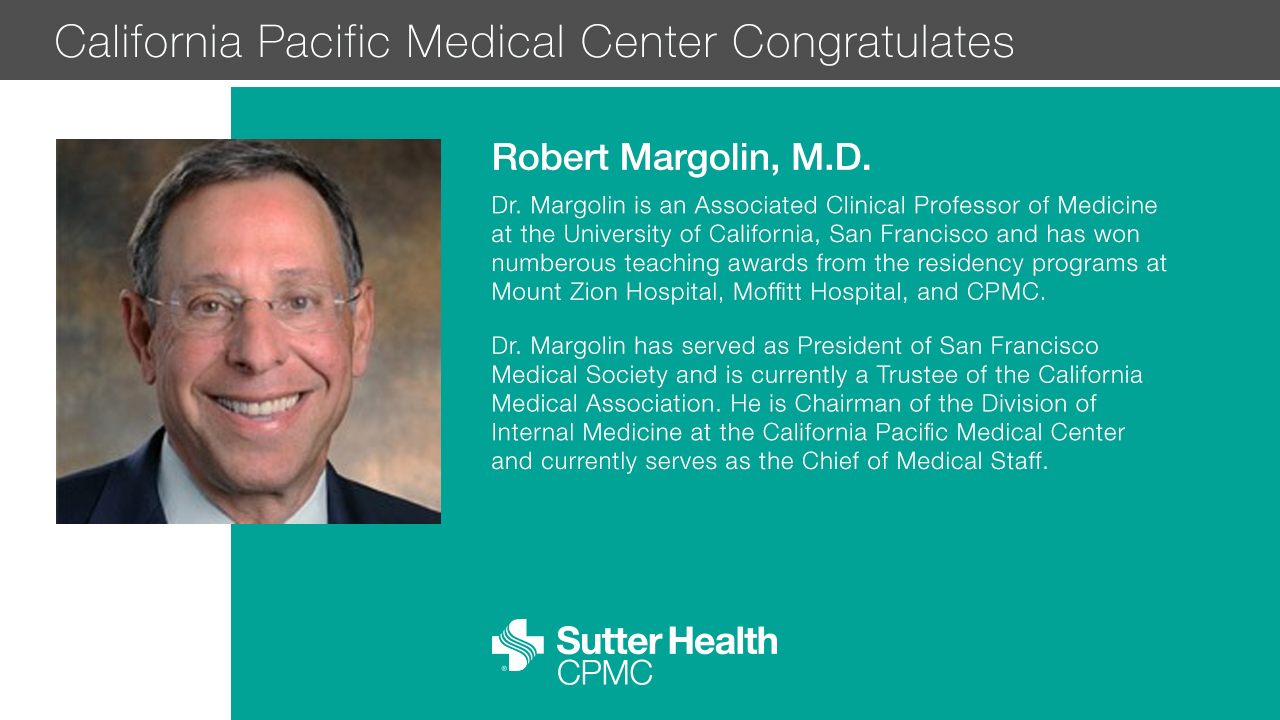 California Pacific Medical Center Congratulates
Robert Margolin, M.D.
Dr. Margolin is an Associated Clinical Professor of Medicine
at the University of California, San Francisco and has won
numberous teaching awards from the residency programs at
Mount Zion Hospital, Moffitt Hospital, and CPMC.
Dr. Margolin has served as President of San Francisco
Medical Society and is currently a Trustee of the California
Medical Association. He is Chairman of the Division of
Internal Medicine at the California Pacific Medical Center
and currently serves as the Chief of Medical Staff.
®
Sutter Health
CPMC